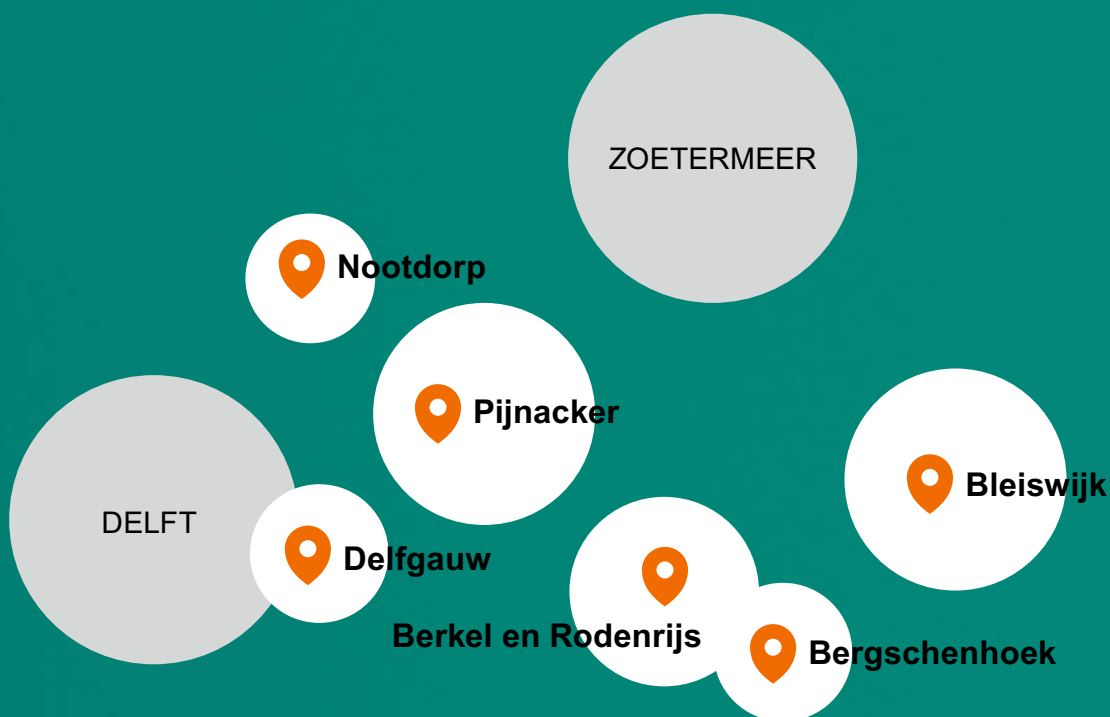 ZOETERMEER
Nootdorp
Pijnacker
Bleiswijk
DELFT
Delfgauw
Berkel en Rodenrijs
Bergschenhoek